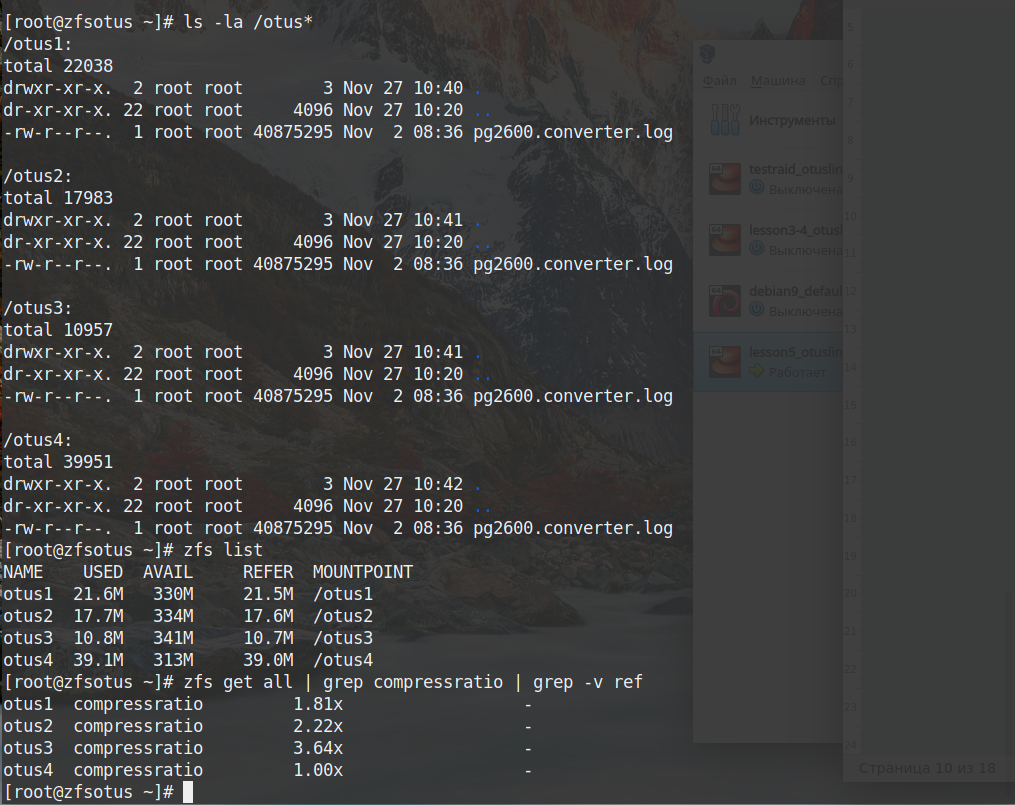 [root@zfsotus ~]# ls -la /otus*
/otus1:
total 22038
drwxr-xr-x.  2 root root        3 Nov 27 10:40 .
dr-xr-xr-x. 22 root root     4096 Nov 27 10:20 ..
-rw-r--r--.  1 root root 40875295 Nov  2 08:36 pg2600.converter.log

/otus2:
total 17983
drwxr-xr-x.  2 root root        3 Nov 27 10:41 .
dr-xr-xr-x. 22 root root     4096 Nov 27 10:20 ..
-rw-r--r--.  1 root root 40875295 Nov  2 08:36 pg2600.converter.log

/otus3:
total 10957
drwxr-xr-x.  2 root root        3 Nov 27 10:41 .
dr-xr-xr-x. 22 root root     4096 Nov 27 10:20 ..
-rw-r--r--.  1 root root 40875295 Nov  2 08:36 pg2600.converter.log

/otus4:
total 39951
drwxr-xr-x.  2 root root        3 Nov 27 10:42 .
dr-xr-xr-x. 22 root root     4096 Nov 27 10:20 ..
-rw-r--r--.  1 root root 40875295 Nov  2 08:36 pg2600.converter.log
[root@zfsotus ~]# zfs list
NAME    USED  AVAIL     REFER  MOUNTPOINT
otus1  21.6M   330M     21.5M  /otus1
otus2  17.7M   334M     17.6M  /otus2
otus3  10.8M   341M     10.7M  /otus3
otus4  39.1M   313M     39.0M  /otus4
[root@zfsotus ~]# zfs get all | grep compressratio | grep -v ref
otus1  compressratio         1.81x                  -
otus2  compressratio         2.22x                  -
otus3  compressratio         3.64x                  -
otus4  compressratio         1.00x                  -
[root@zfsotus ~]#
Файл Машина Спр
Инструменты
64 testraid_otuslin
Выключена
64 lesson3-4_otusl
Выключена
64 debian9_defaul
Выключена
64 lesson5_otuslin
Работает
5
6
7
8
9
10
11
12
13
14
15
16
17
18
19
20
21
22
23
24
Страница 10 из 18